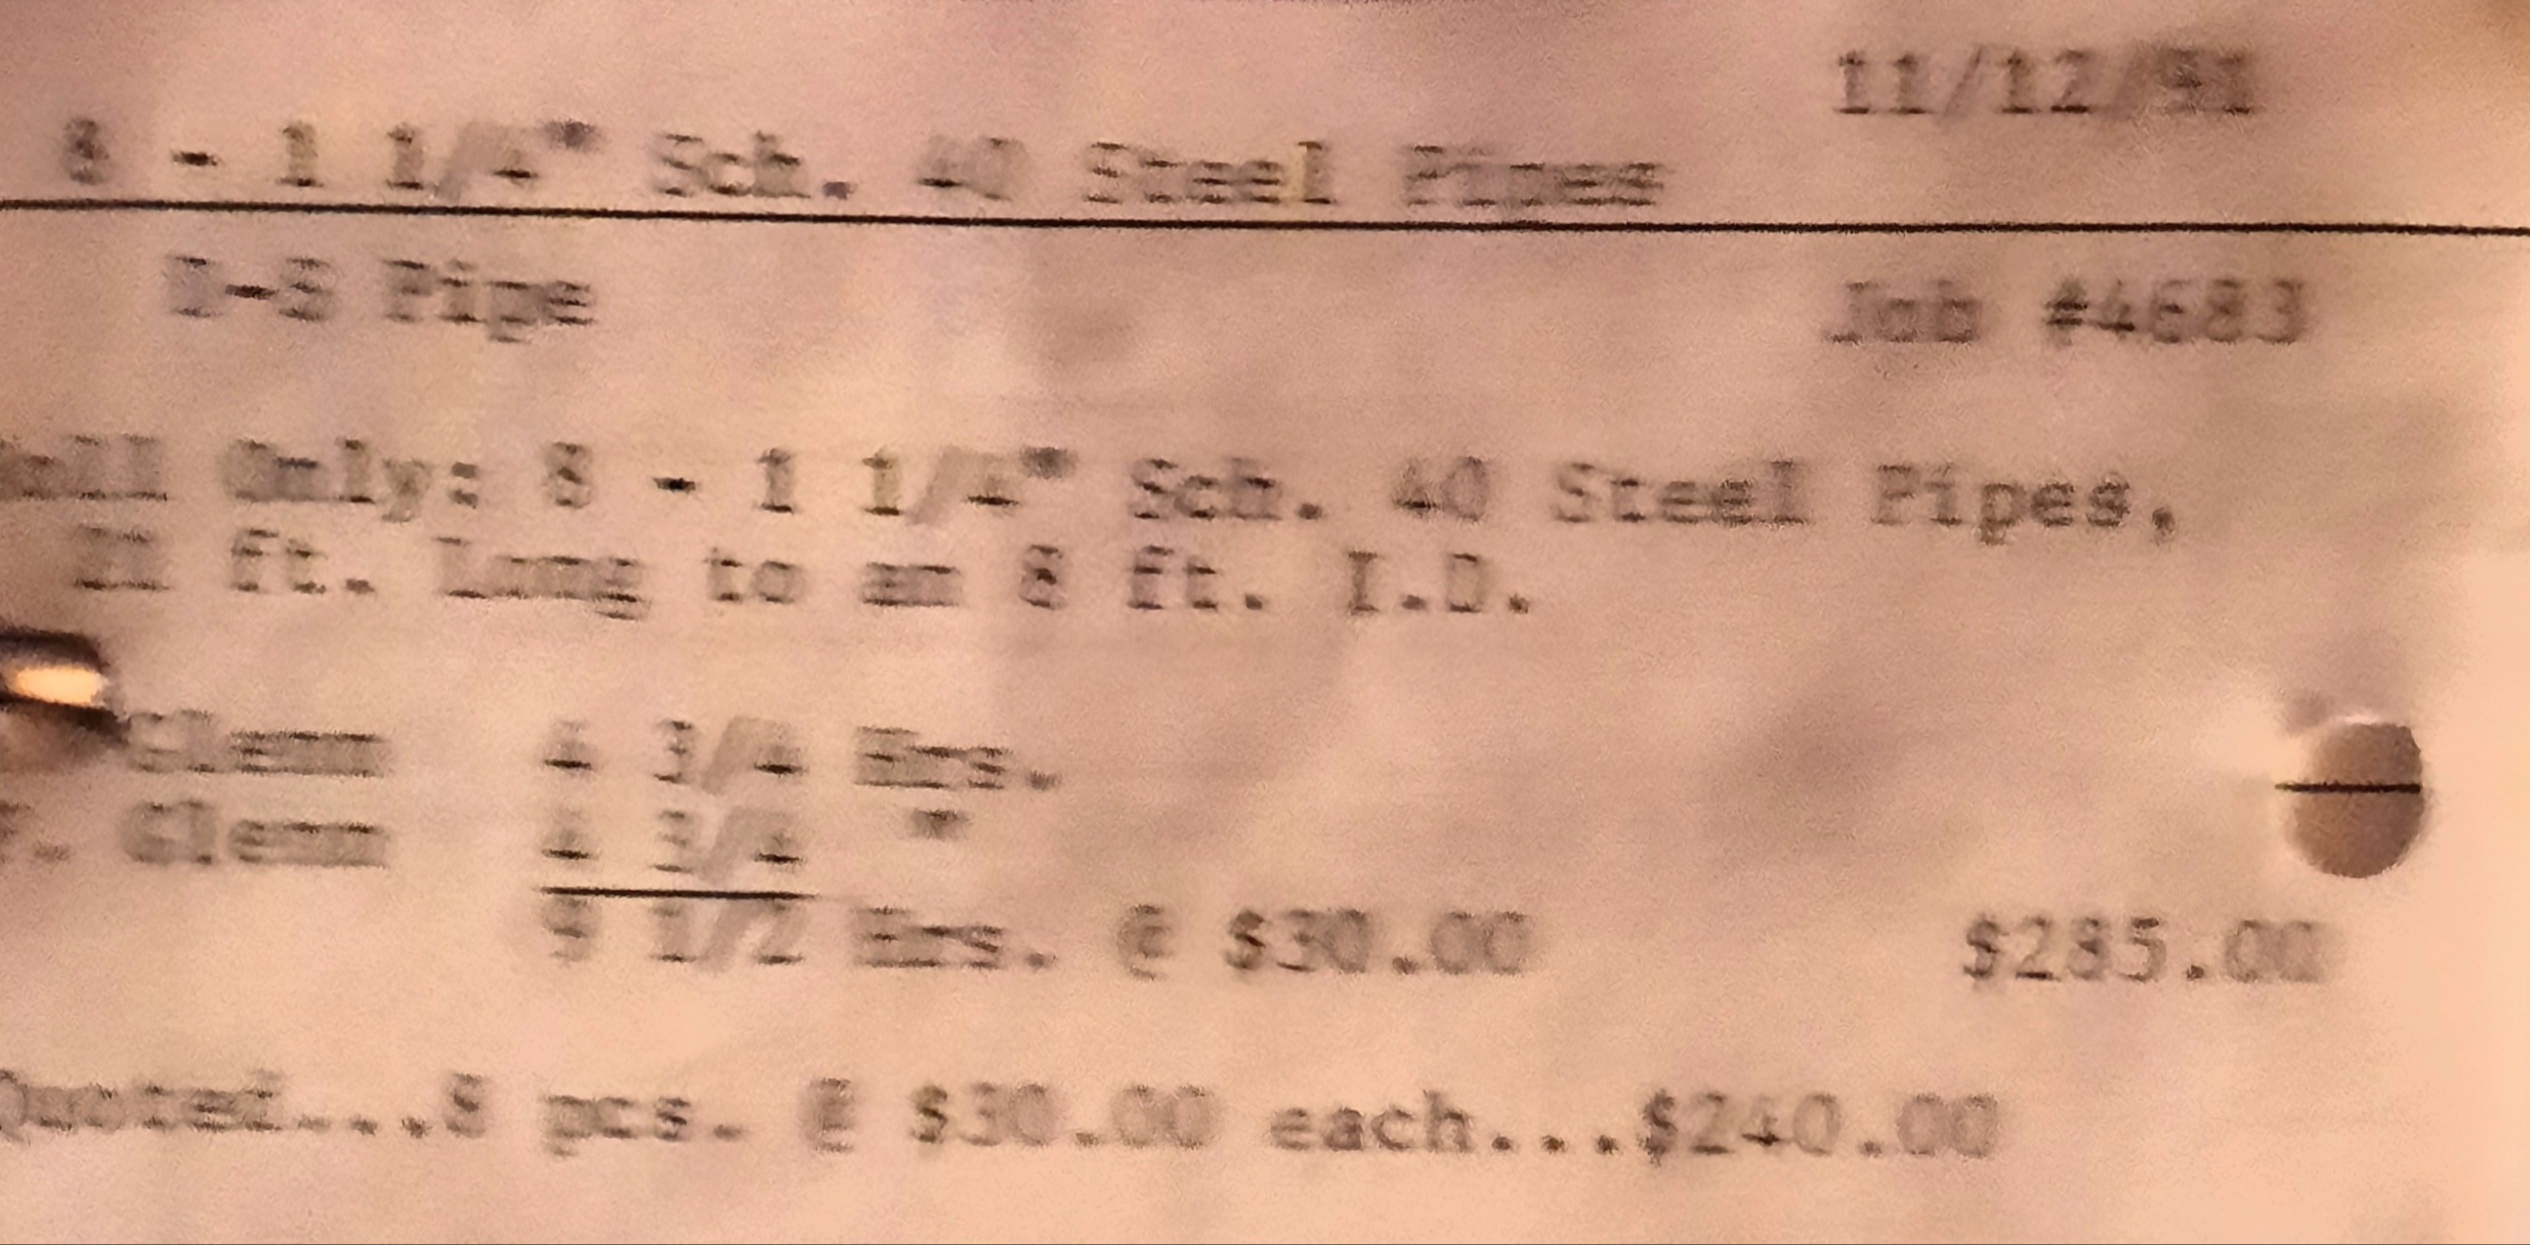 11/12/91
8 - 1 1/4" Sch. 40 Steel Pipes
Pipe
Job #4683
Only: 8 - 1 1/4" Sch. 40 Steel Pipes,
21 ft. Long to an 8 ft. I.D.
Glenn 4 3/4 Hrs.
Glenn 4 3/4 "
9 1/2 Hrs. @ $30.00 $285.00
Quoted....8 pcs. @ $30.00 each...$240.00